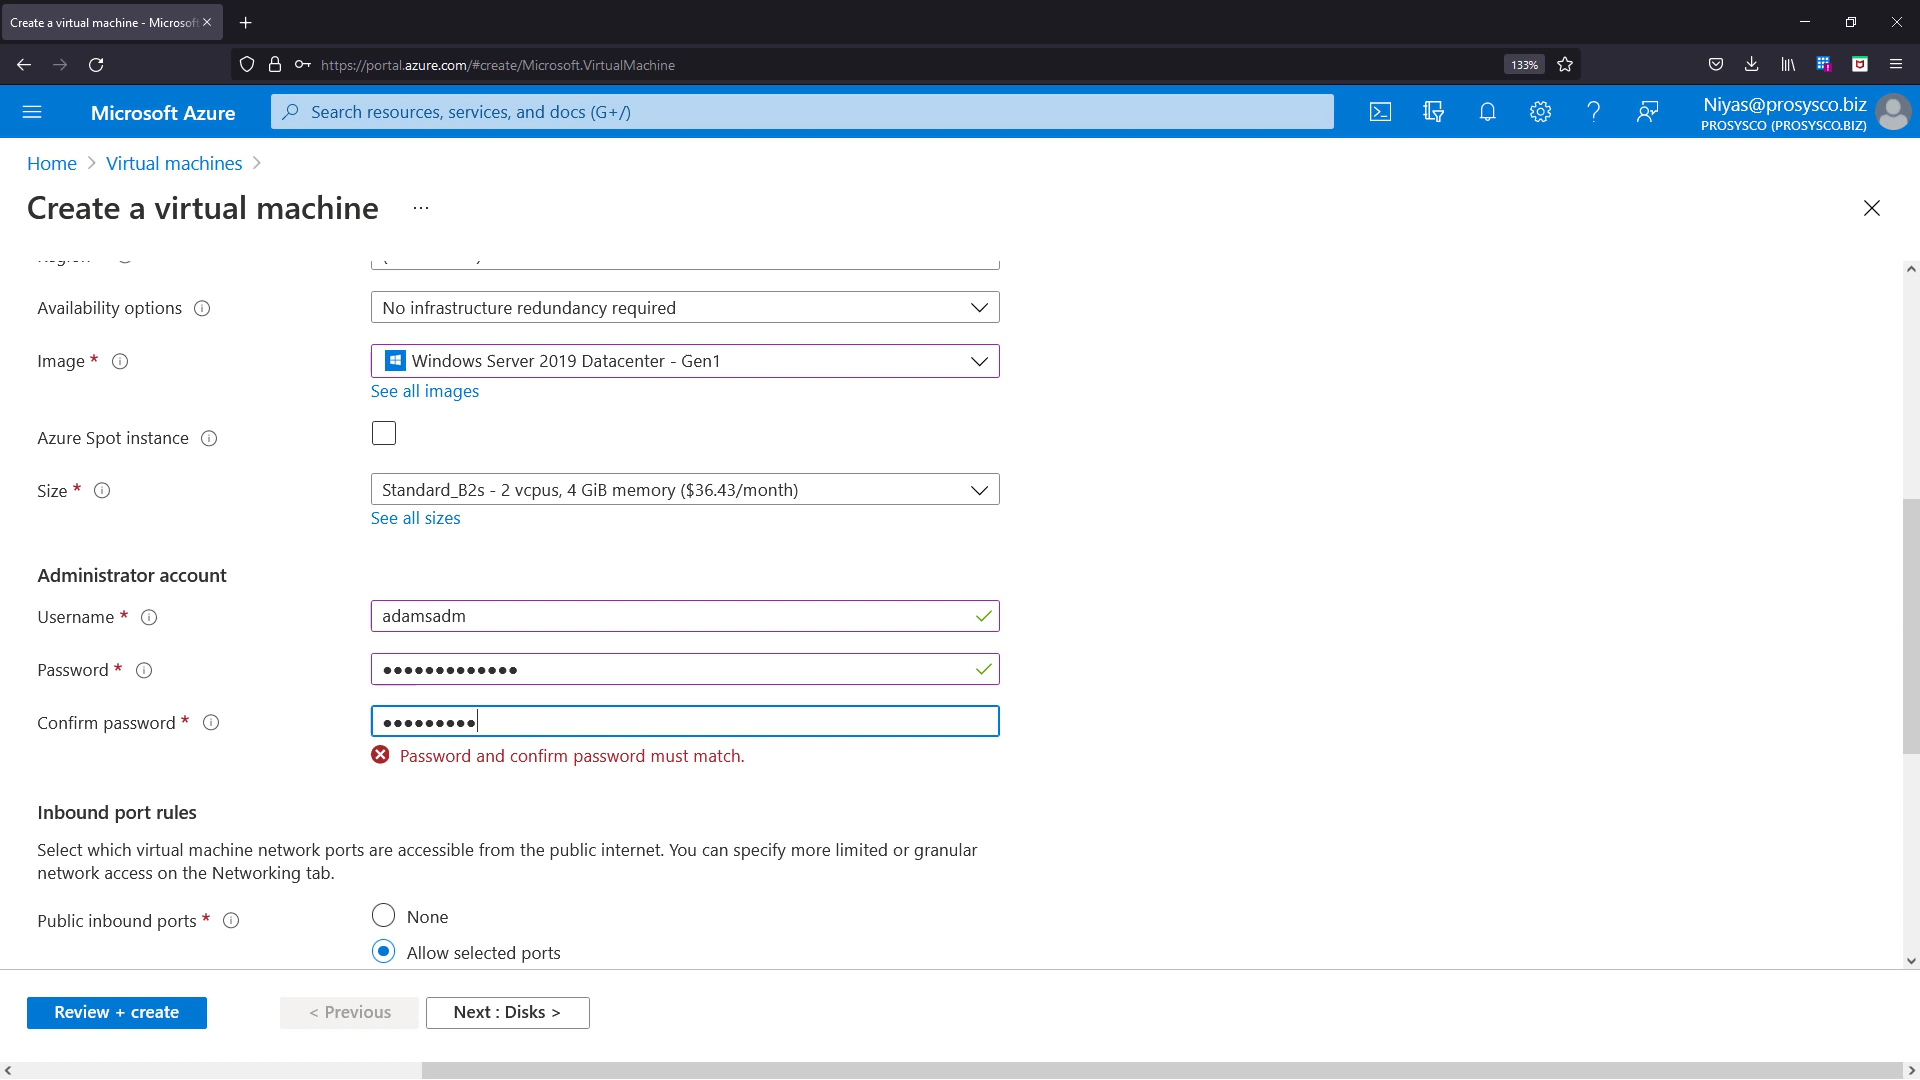 Create a virtual machine - Microsof
https://portal.azure.com/#create/Microsoft.VirtualMachine
133%
Microsoft Azure
Search resources, services, and docs (G+/)
Niyas@prosysco.biz
PROSYSCO (PROSYSCO.BIZ)
Home > Virtual machines >
Create a virtual machine ...
Availability options
No infrastructure redundancy required
Image *
Windows Server 2019 Datacenter - Gen1
See all images
Azure Spot instance
Size *
Standard_B2s - 2 vcpus, 4 GiB memory ($36.43/month)
See all sizes
Administrator account
Username *
adamsadm
Password *
●●●●●●●●●●●●●
Confirm password *
●●●●●●●●●
Password and confirm password must match.
Inbound port rules
Select which virtual machine network ports are accessible from the public internet. You can specify more limited or granular
network access on the Networking tab.
Public inbound ports *
None
Allow selected ports
Review + create
< Previous
Next : Disks >